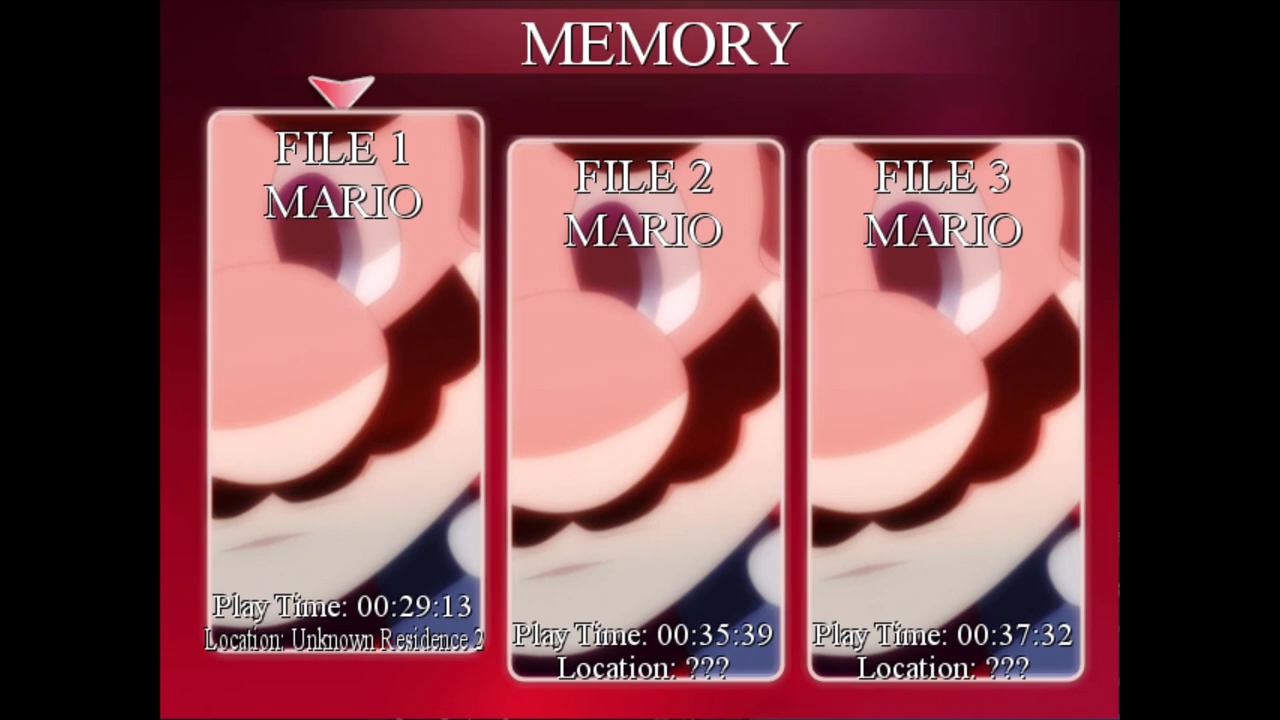 MEMORY
FILE 1
MARIO
Play Time: 00:29:13
Location: Unknown Residence 2
FILE 2
MARIO
Play Time: 00:35:39
Location: ???
FILE 3
MARIO
Play Time: 00:37:32
Location: ???